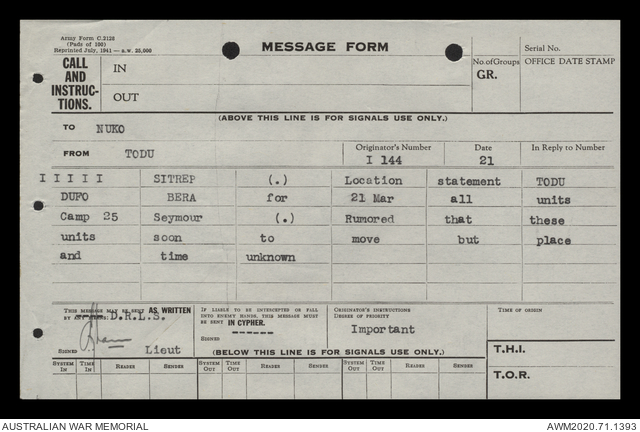 Army Form C.2128
(Pads of 100)
Reprinted July, 1941 — a.w. 25,000
MESSAGE FORM
Serial No.
CALL AND INSTRUC-TIONS.
IN
OUT
No. of Groups
GR.
OFFICE DATE STAMP
(ABOVE THIS LINE IS FOR SIGNALS USE ONLY.)
TO NUKO
FROM TODU
Originator's Number
I 144
Date
21
In Reply to Number
I I I I I SITREP (.) Location statement TODU
DUFO BERA for 21 Mar all units
Camp 25 Seymour (.) Rumored that these
units soon to move but place
and time unknown
THIS MESSAGE MAY BE SENT AS WRITTEN
BY ANY MEANS. D.R.L.S.
SIGNED Lieut
IF LIKELY TO BE INTERCEPTED OR FALL
INTO ENEMY HANDS, THIS MESSAGE MUST
BE SENT IN CYPHER.
------
SIGNED
ORIGINATOR'S INSTRUCTIONS
DEGREE OF PRIORITY
Important
TIME OF ORIGIN
T.H.I.
T.O.R.
(BELOW THIS LINE IS FOR SIGNALS USE ONLY.)
SYSTEM IN TIME IN READER SENDER SYSTEM OUT TIME OUT READER SENDER SYSTEM OUT TIME OUT READER SENDER
AUSTRALIAN WAR MEMORIAL AWM2020.71.1393